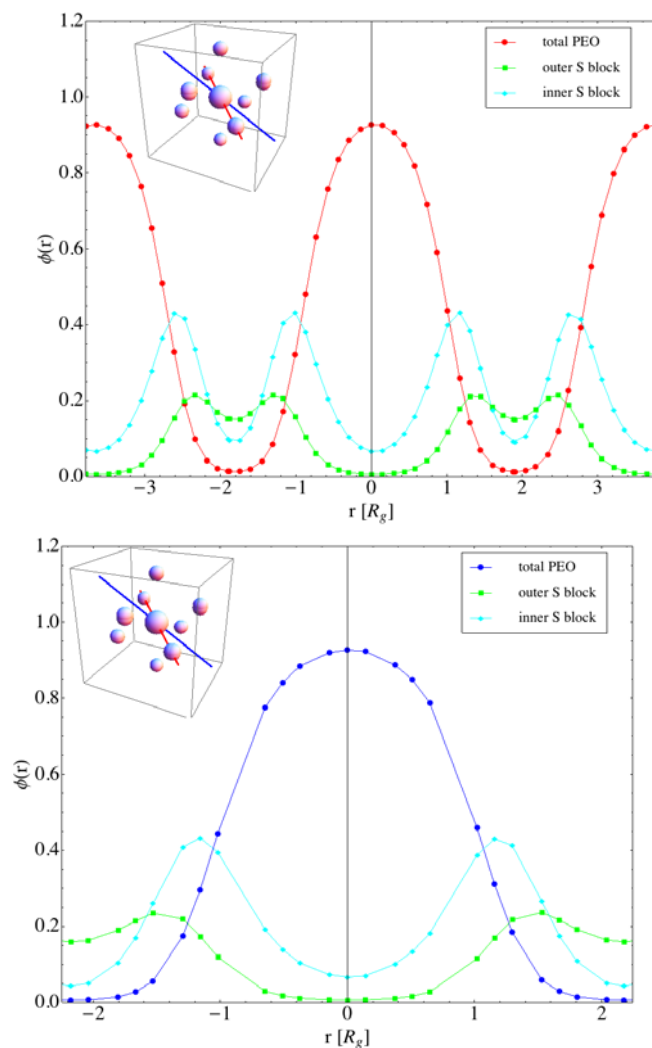 1.2
1.0
0.8
0.6
0.4
0.2
0.0
ϕ(r)
total PEO
outer S block
inner S block
−3 −2 −1 0 1 2 3
r [R_g]
1.2
1.0
0.8
0.6
0.4
0.2
0.0
ϕ(r)
total PEO
outer S block
inner S block
−2 −1 0 1 2
r [R_g]